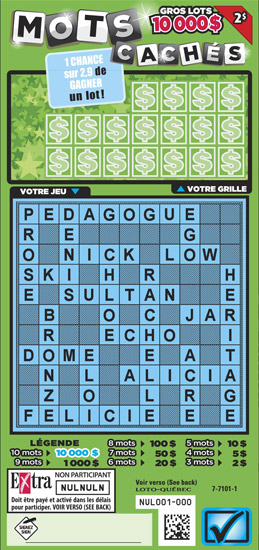 MOTS
CACHÉS
GROS LOTS
10 000$
2$
1 CHANCE
sur 2,9 de
GAGNER
un lot!
$ $ $ $ $
$ $ $ $ $ $ $ $
$ $ $ $ $ $ $ $
VOTRE JEU
VOTRE GRILLE
PEDAGOGUE
R E G
O NICK LOW
SKI H R H
E SULTAN E
B O C JAR
R ECHO I
DOME E A T
N L ALICIA
Z O L R G
FELICIE E E
LÉGENDE
10 mots 10 000 $
9 mots 1 000 $
8 mots 100 $
7 mots 50 $
6 mots 20 $
5 mots 10 $
4 mots 5 $
3 mots 2 $
Extra
NON PARTICIPANT
NULNULN
Doit être payé et activé dans les délais
pour participer. VOIR VERSO (SEE BACK)
SIGNEZ
SIGN
Voir verso (See back)
LOTO-QUÉBEC
7-7101-1
NUL001-000